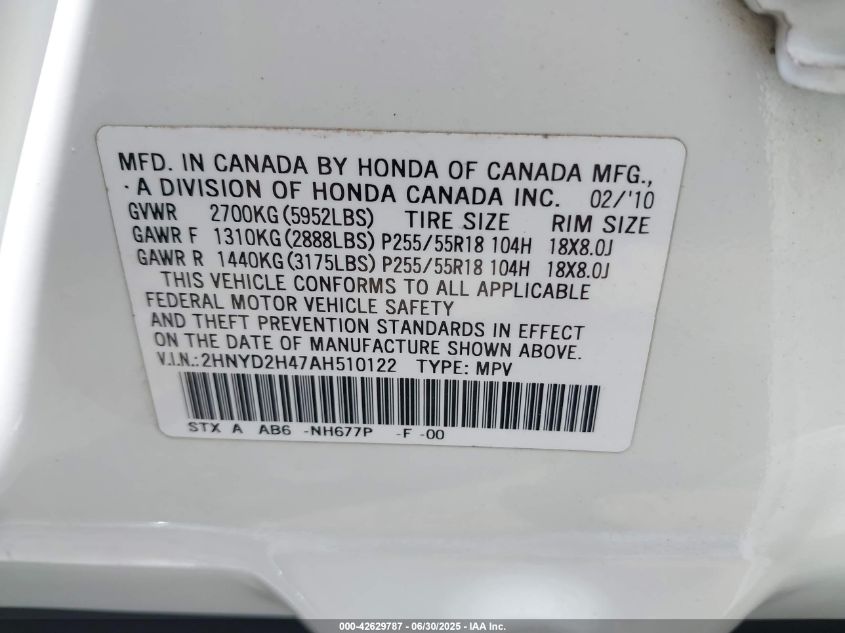 MFD. IN CANADA BY HONDA OF CANADA MFG.,
A DIVISION OF HONDA CANADA INC. 02/'10
GVWR 2700KG(5952LBS) TIRE SIZE RIM SIZE
GAWR F 1310KG(2888LBS) P255/55R18 104H 18X8.0J
GAWR R 1440KG(3175LBS) P255/55R18 104H 18X8.0J
THIS VEHICLE CONFORMS TO ALL APPLICABLE
FEDERAL MOTOR VEHICLE SAFETY
AND THEFT PREVENTION STANDARDS IN EFFECT
ON THE DATE OF MANUFACTURE SHOWN ABOVE.
V.I.N.:2HNYD2H47AH510122 TYPE: MPV
STX A AB6 -NH677P -F -00
000-42629787 - 06/30/2025 - IAA Inc.